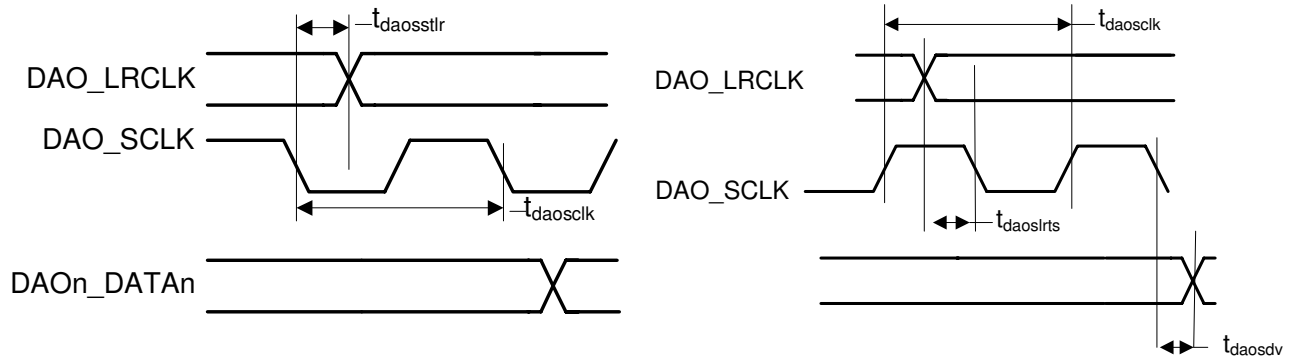 t_daosstlr
DAO_LRCLK
DAO_SCLK
t_daosclk
DAOn_DATAn
t_daosclk
DAO_LRCLK
DAO_SCLK
t_daoslrts
t_daosdv